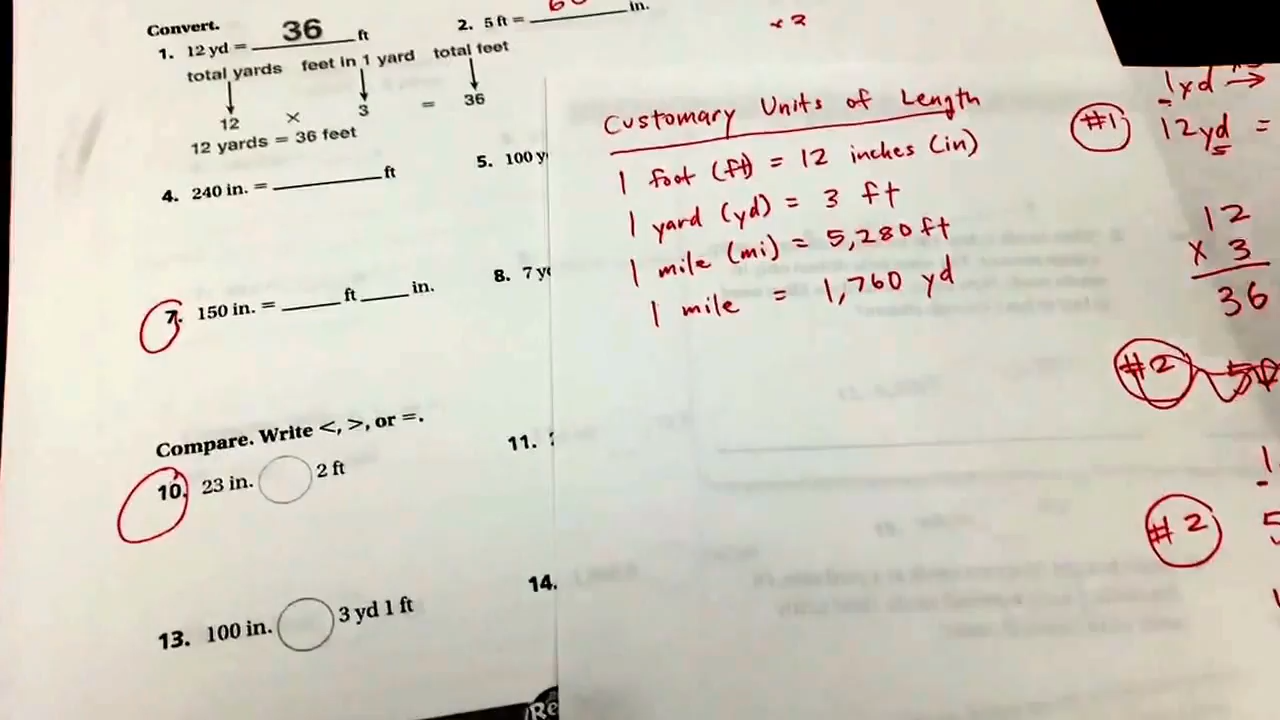 Convert.
1. 12 yd = 36 ft
2. 5 ft = in.
total yards feet in 1 yard total feet
12 × 3 = 36
12 yards = 36 feet
4. 240 in. = ft
5. 100 y
7. 150 in. = ft in.
8. 7 y
Compare. Write <, >, or =.
10. 23 in. 2 ft
11.
13. 100 in. 3 yd 1 ft
14.
Customary Units of Length
1 foot (ft) = 12 inches (in)
1 yard (yd) = 3 ft
1 mile (mi) = 5,280 ft
1 mile = 1,760 yd
1yd →
#1 12yd =
12
× 3
36
#2
1
#2 5